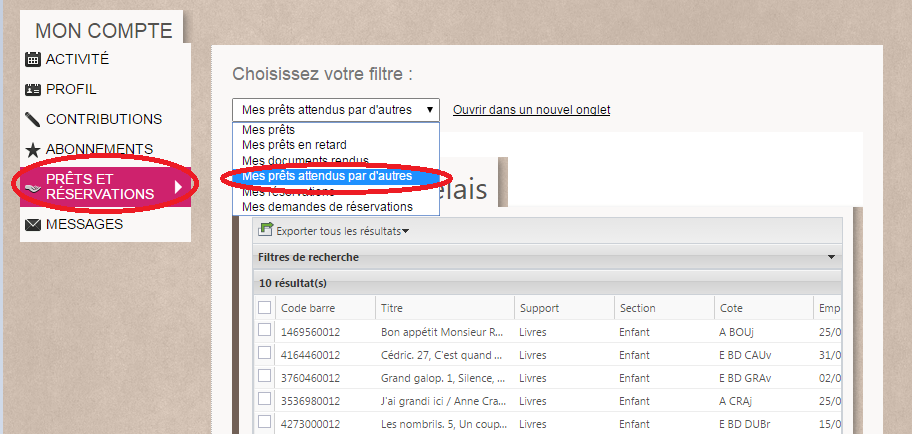 MON COMPTE
ACTIVITÉ
PROFIL
CONTRIBUTIONS
ABONNEMENTS
PRÊTS ET
RÉSERVATIONS
MESSAGES
Choisissez votre filtre :
Mes prêts attendus par d'autres
Ouvrir dans un nouvel onglet
Mes prêts
Mes prêts en retard
Mes documents rendus
Mes prêts attendus par d'autres
Mes réservations
Mes demandes de réservations
elais
Exporter tous les résultats
Filtres de recherche
10 résultat(s)
Code barre Titre Support Section Cote Emp
1469560012 Bon appétit Monsieur R... Livres Enfant A BOUj 25/0
4164460012 Cédric. 27, C'est quand ... Livres Enfant E BD CAUv 31/0
3760460012 Grand galop. 1, Silence, ... Livres Enfant E BD GRAv 02/0
3536980012 J'ai grandi ici / Anne Cra... Livres Enfant A CRAj 25/0
4273000012 Les nombrils. 5, Un coup... Livres Enfant E BD DUBr 15/0